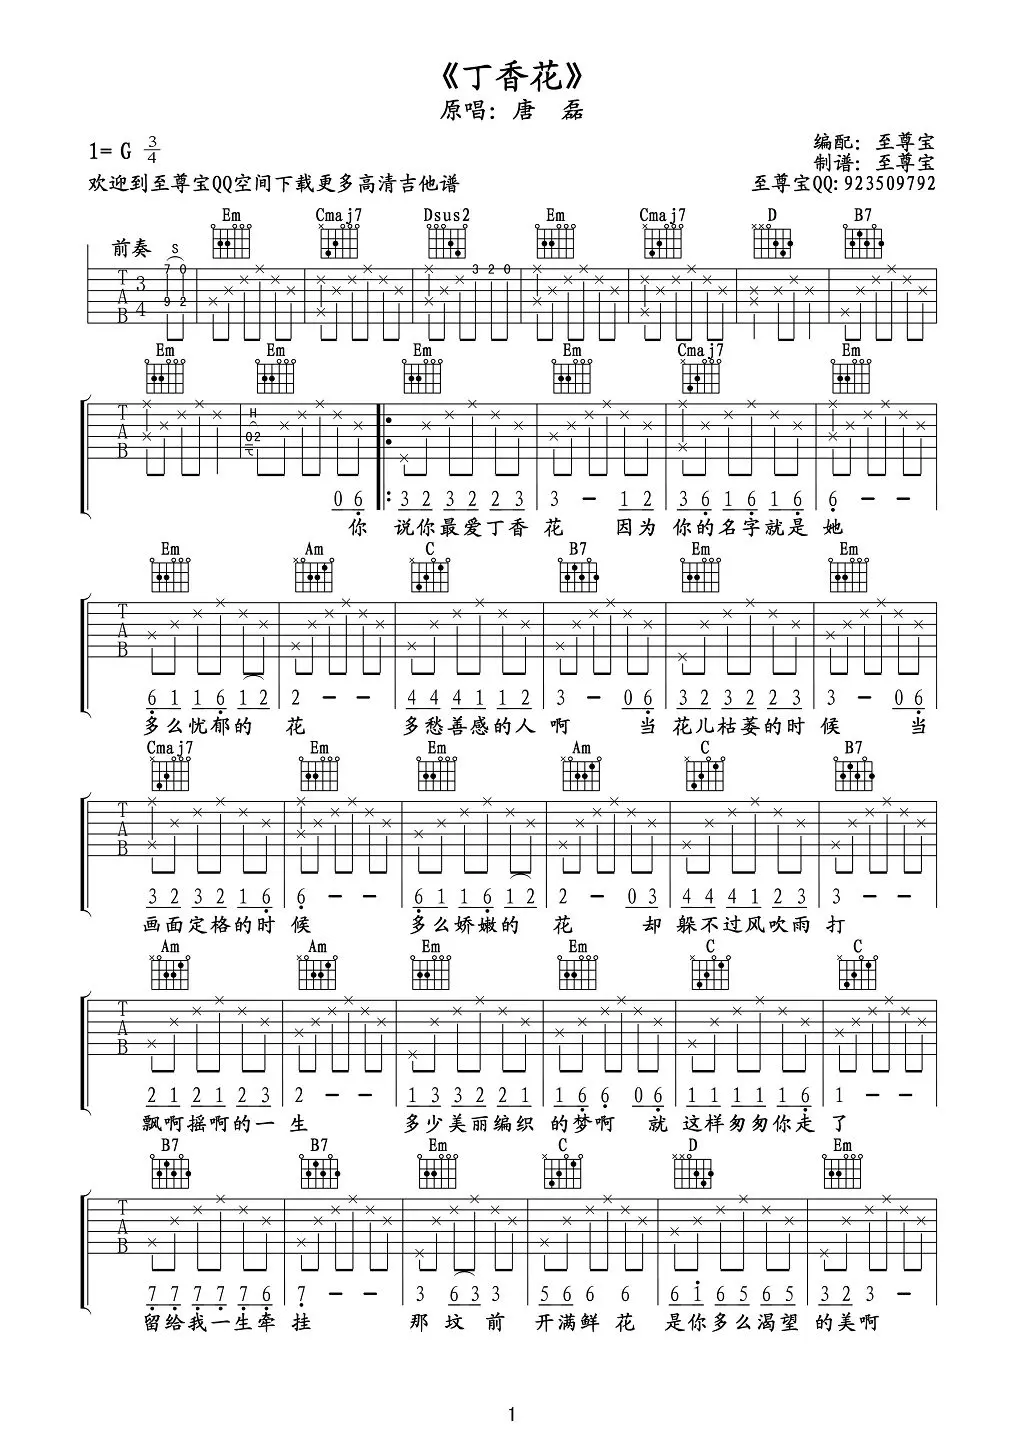 《丁香花》
原唱：唐 磊
1= G 3/4
编配：至尊宝
制谱：至尊宝
欢迎到至尊宝QQ空间下载更多高清吉他谱
至尊宝QQ:923509792
Em Cmaj7 Dsus2 Em Cmaj7 D B7
前奏 S
7 0 3 2 0
T A B 3 4 9 2
Em Em Em Em Cmaj7 Em
T A B H 0 2
0 6 3 2 3 2 2 3 3 – – 1 2 3 6 1 6 1 6 6 – –
你 说你最爱丁香花 因为 你的名字就是她
Em Am C B7 Em Em
T A B
6 1 1 6 1 2 2 – – 4 4 4 1 1 2 3 – 0 6 3 2 3 2 2 3 3 – 0 6
多么忧郁的 花 多愁善感的人啊 当 花儿枯萎的时候 当
Cmaj7 Em Em Am C B7
T A B
3 2 3 2 1 6 6 – – 6 1 1 6 1 2 2 – 0 3 4 4 4 1 2 3 3 – –
画面定格的时候 多么娇嫩的 花 却 躲不过风吹雨打
Am Am Em Em C C
T A B
2 1 2 1 2 3 2 – – 1 3 3 2 2 1 1 6 6 0 6 1 1 1 1 1 6 1 – –
飘啊摇啊的一生 多少美丽编织的梦啊 就 这样匆匆你走了
B7 B7 Em C D Em
T A B
7 7 7 7 7 6 7 – – 3 6 3 3 5 6 6 6 6 1 6 5 6 5 3 2 3
留给我一生牵挂 那坟前 开满鲜花 是你多么渴望的美啊
1